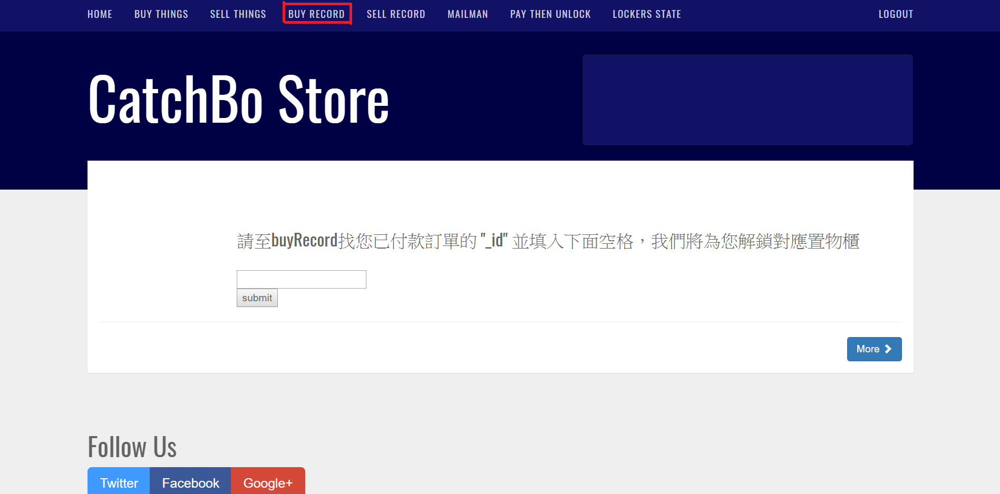 HOME BUY THINGS SELL THINGS BUY RECORD SELL RECORD MAILMAN PAY THEN UNLOCK LOCKERS STATE LOGOUT
CatchBo Store
請至buyRecord找您已付款訂單的 "_id" 並填入下面空格，我們將為您解鎖對應置物櫃
submit
More
Follow Us
Twitter Facebook Google+